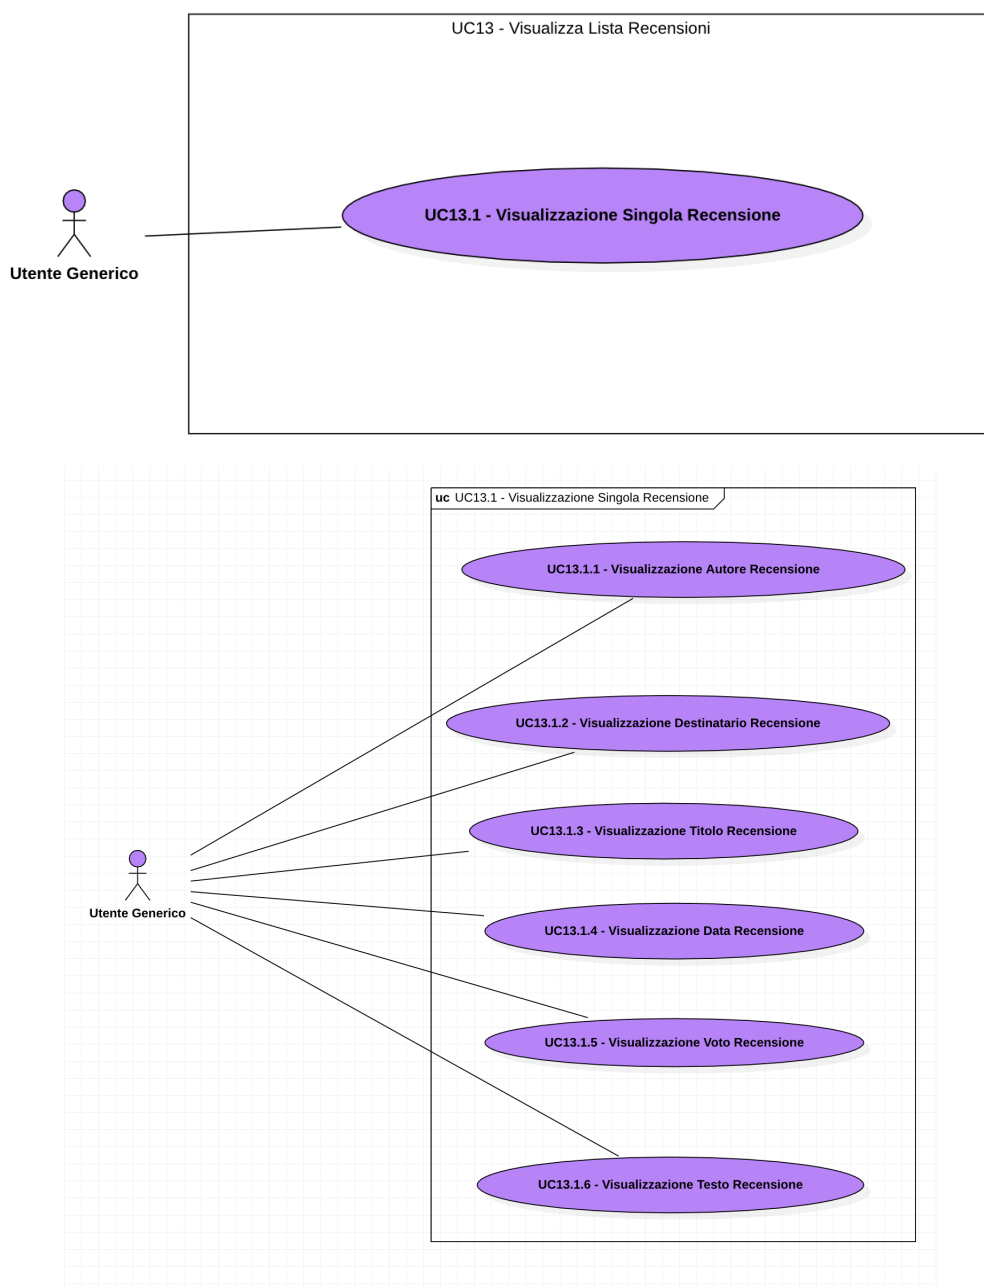 UC13 - Visualizza Lista Recensioni
UC13.1 - Visualizzazione Singola Recensione
Utente Generico
uc UC13.1 - Visualizzazione Singola Recensione
UC13.1.1 - Visualizzazione Autore Recensione
UC13.1.2 - Visualizzazione Destinatario Recensione
UC13.1.3 - Visualizzazione Titolo Recensione
Utente Generico
UC13.1.4 - Visualizzazione Data Recensione
UC13.1.5 - Visualizzazione Voto Recensione
UC13.1.6 - Visualizzazione Testo Recensione